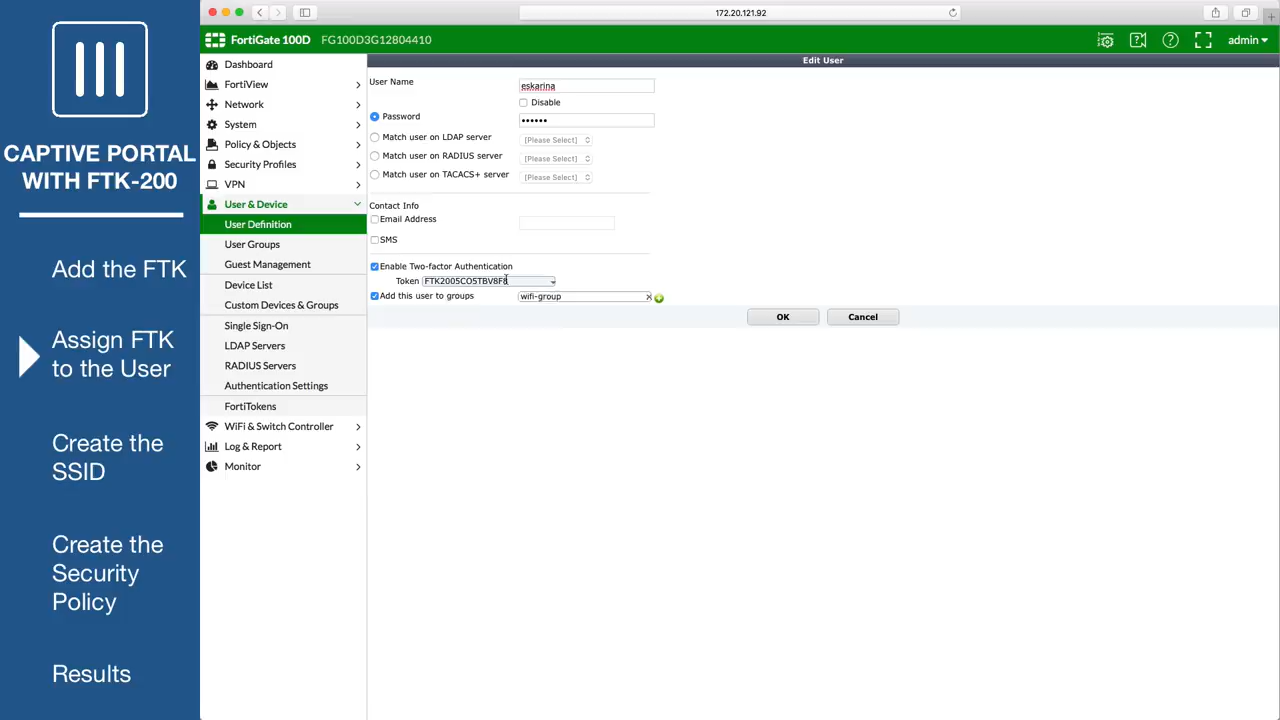 CAPTIVE PORTAL
WITH FTK-200
Add the FTK
Assign FTK
to the User
Create the
SSID
Create the
Security
Policy
Results
172.20.121.92
FortiGate 100D FG100D3G12804410
admin
Dashboard
FortiView
Network
System
Policy & Objects
Security Profiles
VPN
User & Device
User Definition
User Groups
Guest Management
Device List
Custom Devices & Groups
Single Sign-On
LDAP Servers
RADIUS Servers
Authentication Settings
FortiTokens
WiFi & Switch Controller
Log & Report
Monitor
Edit User
User Name eskarina
Disable
Password ••••••
Match user on LDAP server [Please Select]
Match user on RADIUS server [Please Select]
Match user on TACACS+ server [Please Select]
Contact Info
Email Address
SMS
Enable Two-factor Authentication
Token FTK2005CO5TBV8F8
Add this user to groups wifi-group
OK Cancel